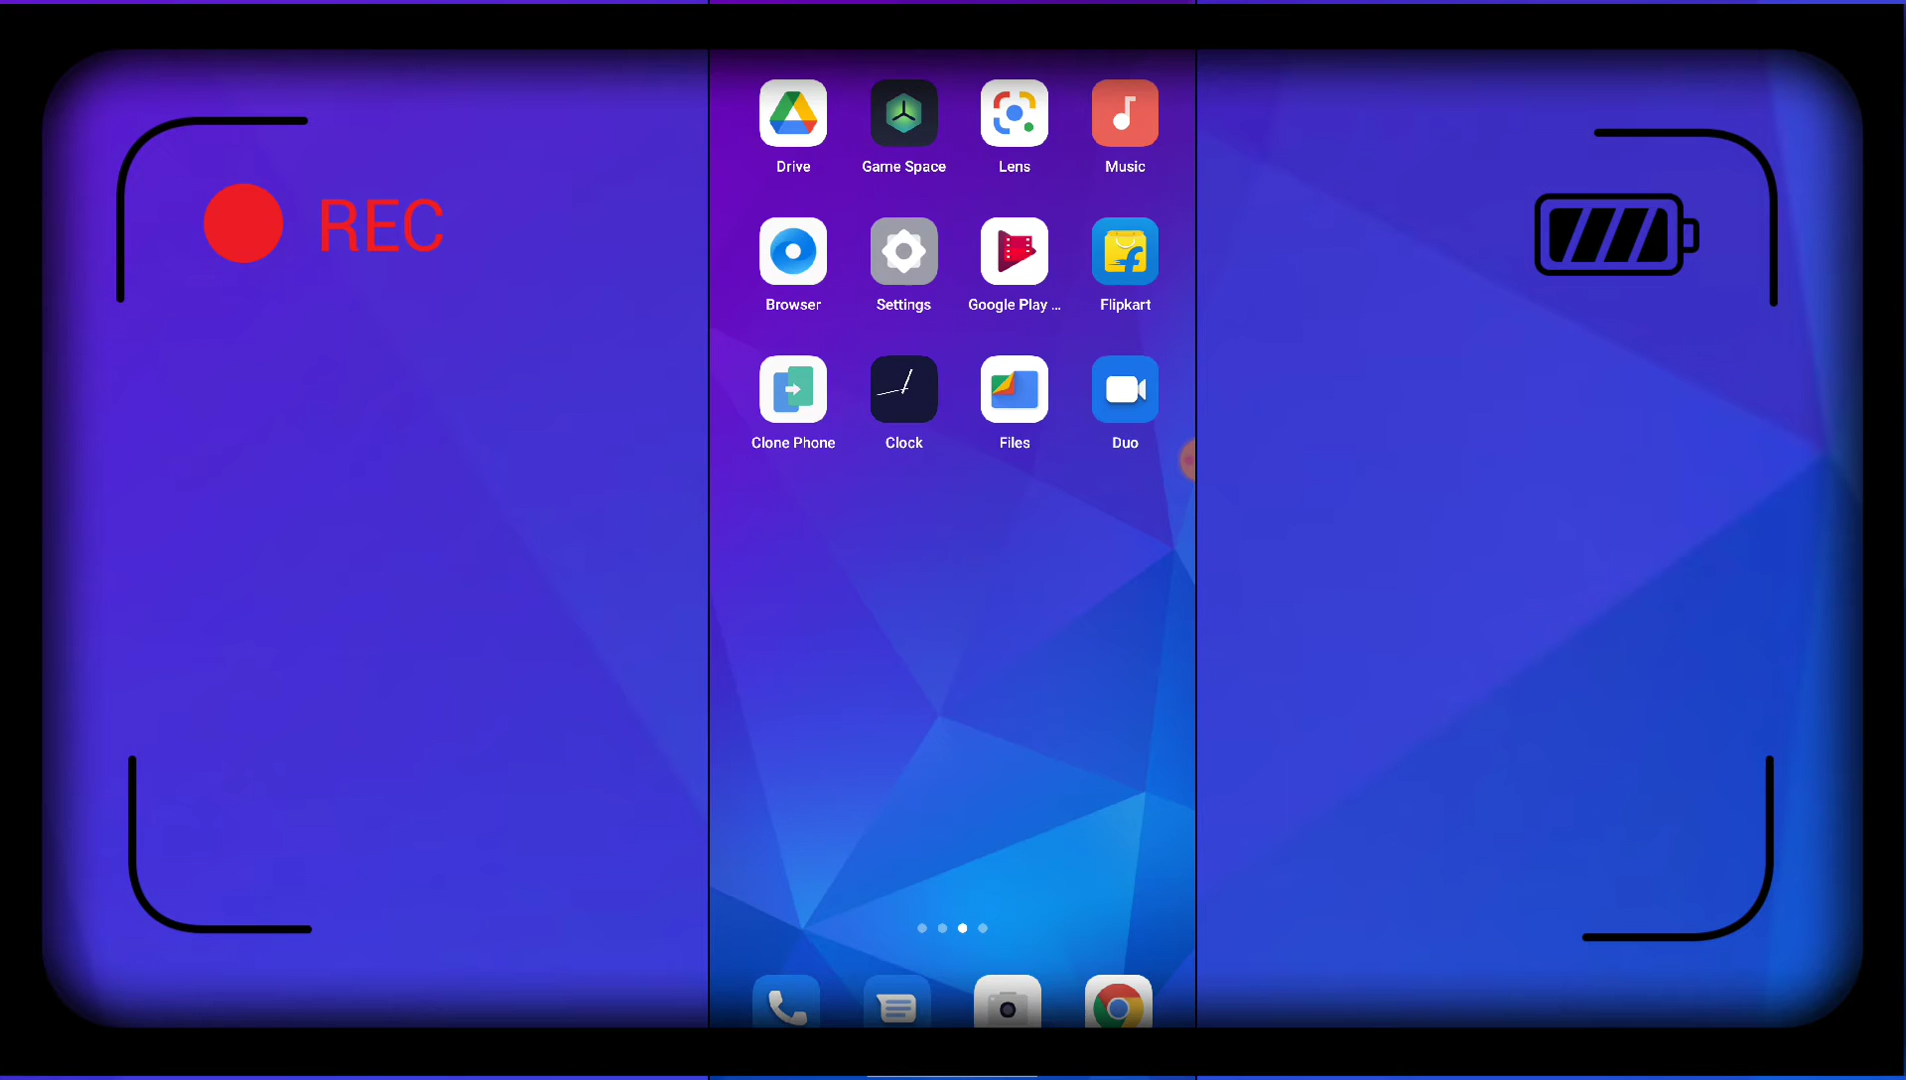 REC
Drive
Game Space
Lens
Music
Browser
Settings
Google Play ...
Flipkart
Clone Phone
Clock
Files
Duo